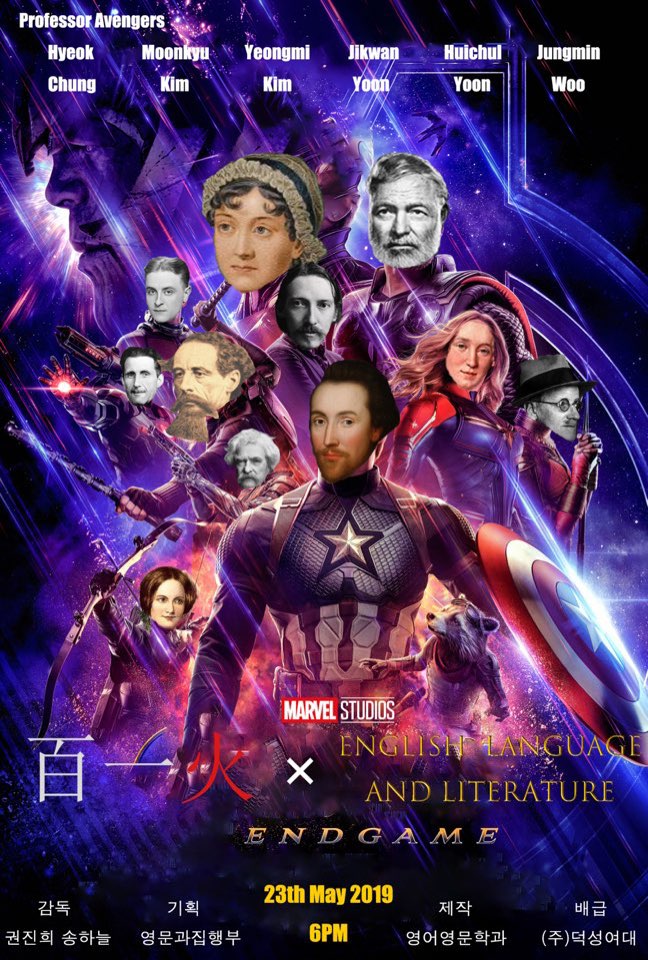 Professor Avengers
Hyeok Moonkyu Yeongmi Jikwan Huichul Jungmin
Chung Kim Kim Yoon Yoon Woo
MARVEL STUDIOS
百一火 × ENGLISH LANGUAGE
AND LITERATURE
ENDGAME
23th May 2019
6PM
감독 기획 제작 배급
권진희 송하늘 영문과집행부 영어영문학과 (주)덕성여대